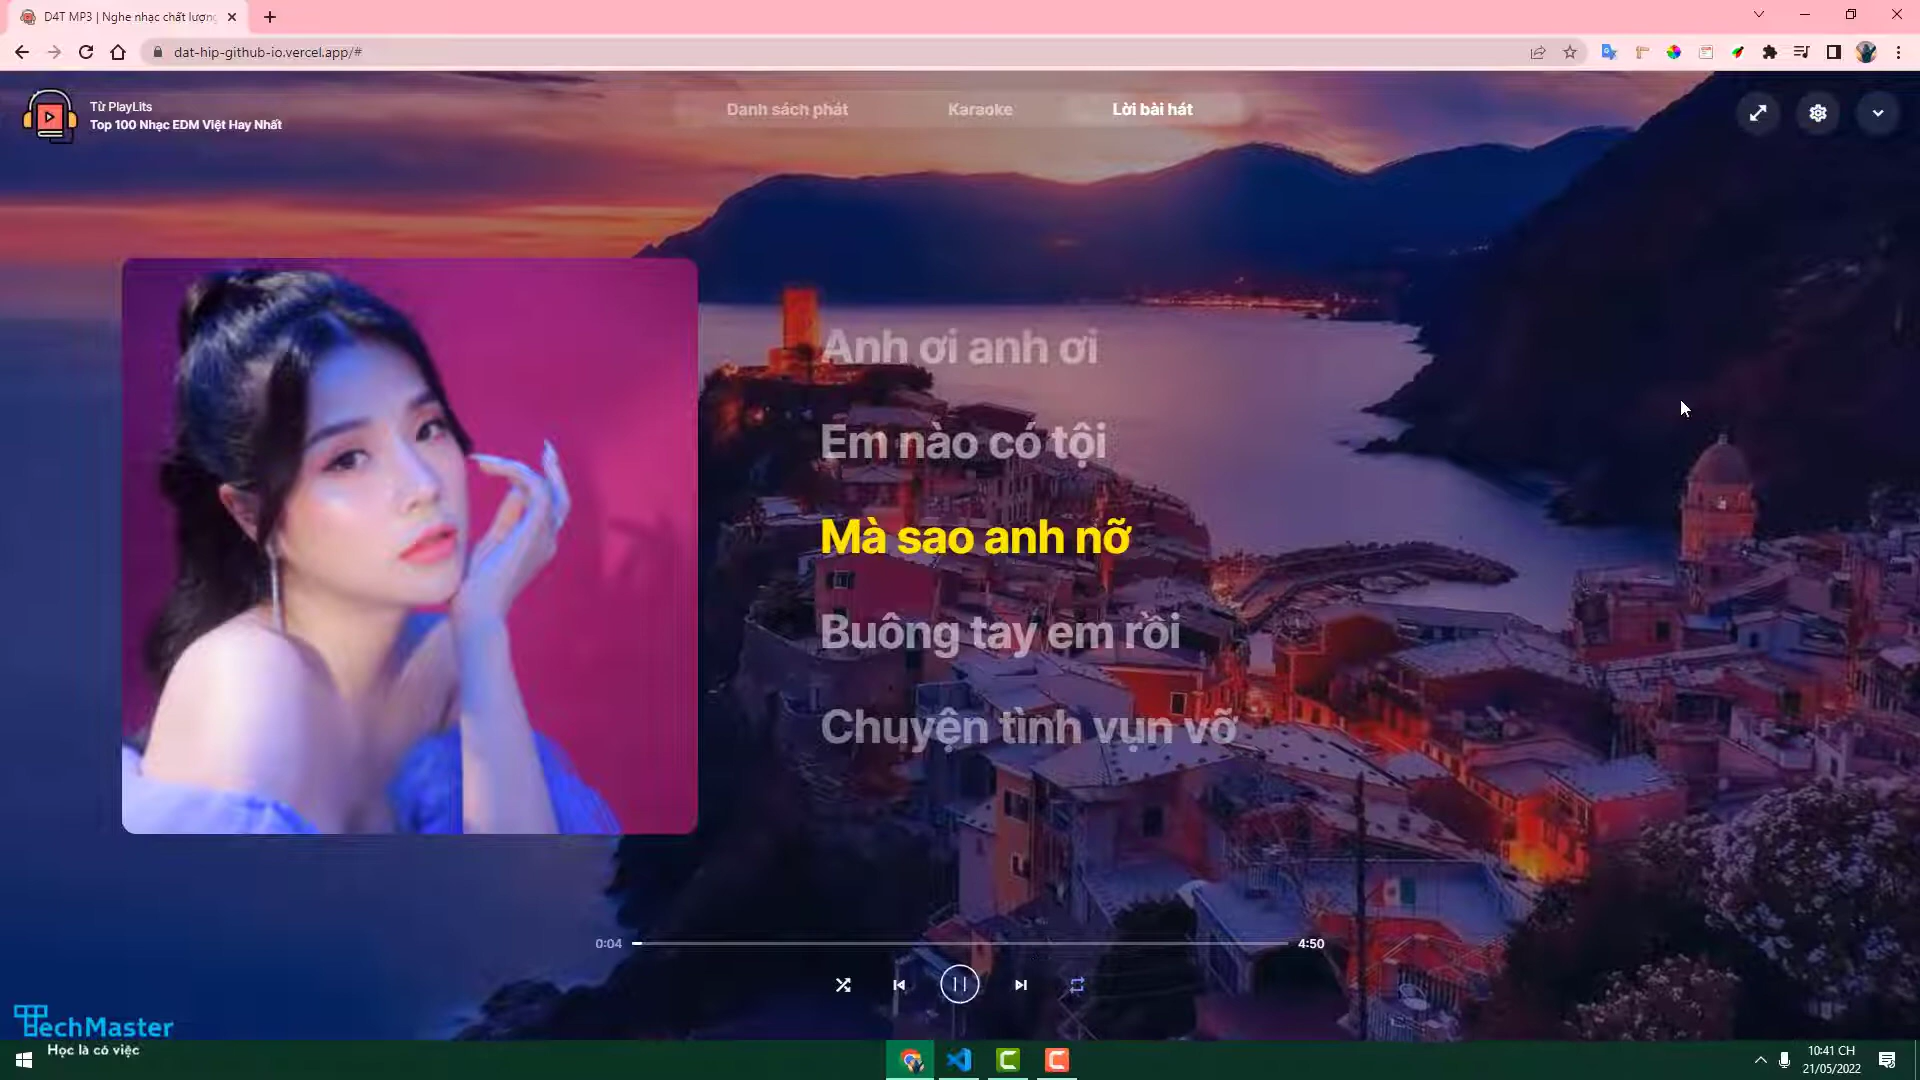 D4T MP3 | Nghe nhạc chất lượng
dat-hip-github-io.vercel.app/#
Từ PlayLits
Top 100 Nhạc EDM Việt Hay Nhất
Danh sách phát
Karaoke
Lời bài hát
Anh ơi anh ơi
Em nào có tội
Mà sao anh nỡ
Buông tay em rồi
Chuyện tình vụn vỡ
0:04
4:50
TechMaster
Học là có việc
10:41 CH
21/05/2022